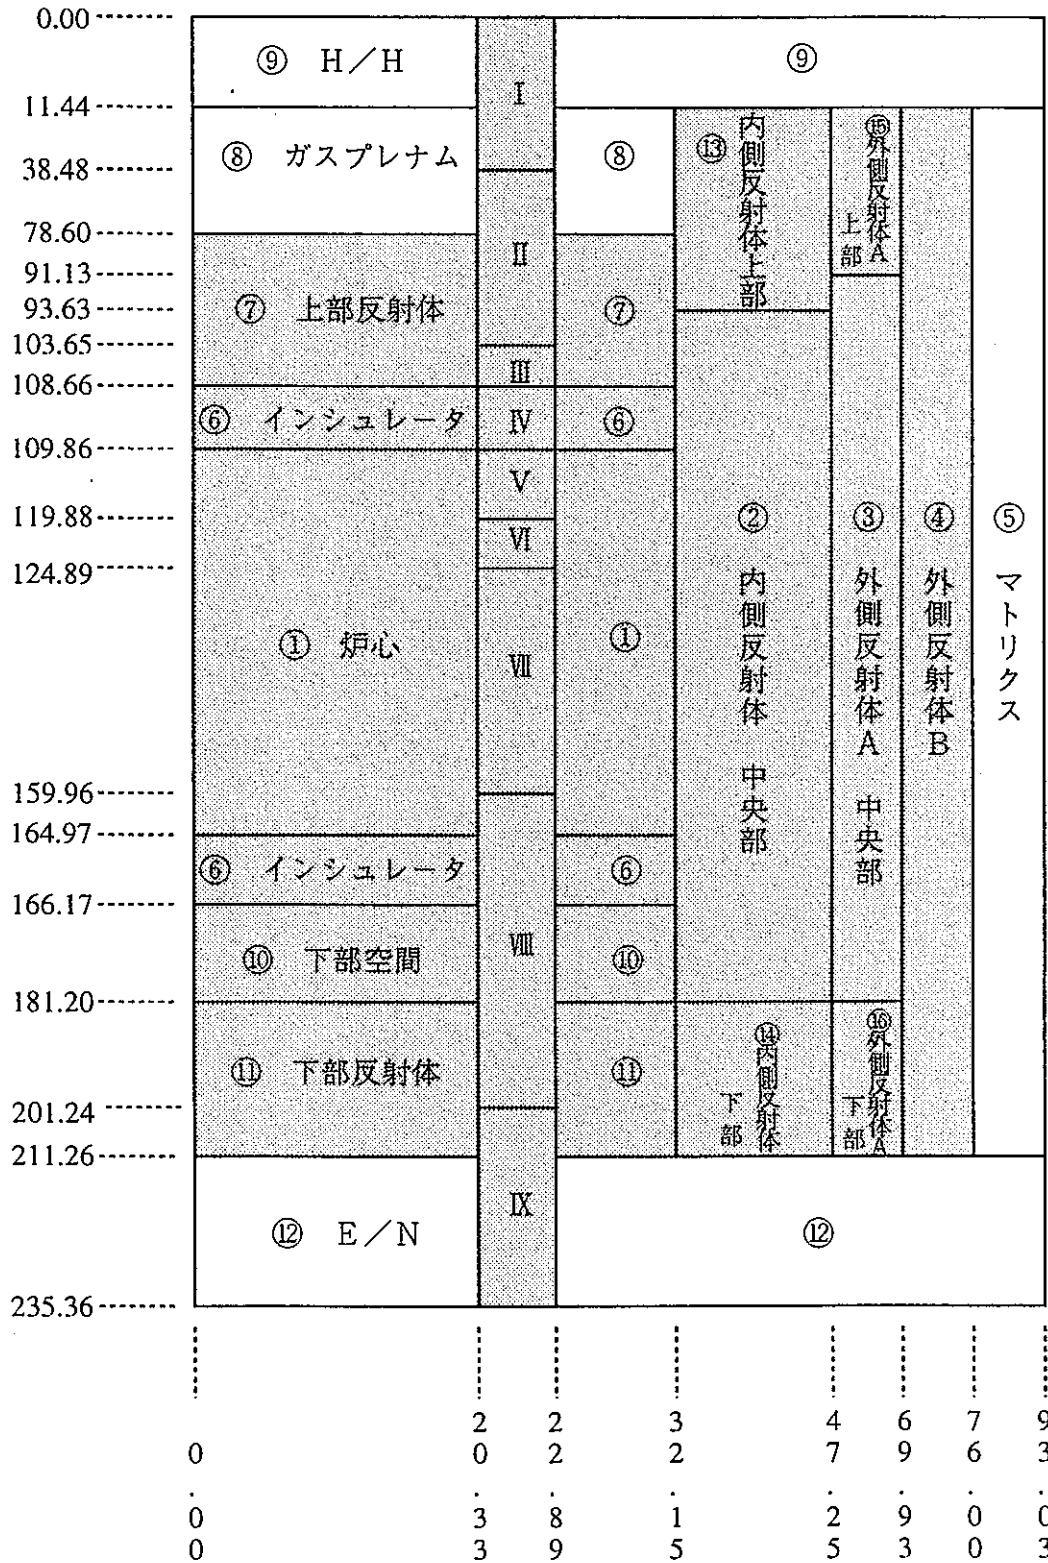 0.00
⑨ H/H
⑨
Ⅰ
11.44
⑧ ガスプレナム
⑧
⑬ 内側反射体上部
⑮ 外側反射体A
上部
38.48
78.60
Ⅱ
91.13
⑦ 上部反射体
⑦
93.63
103.65
Ⅲ
108.66
⑥ インシュレータ
Ⅳ
⑥
109.86
Ⅴ
119.88
Ⅵ
124.89
① 炉心
Ⅶ
①
② 内側反射体 中央部
③ 外側反射体A 中央部
④ 外側反射体B
⑤ マトリクス
159.96
164.97
⑥ インシュレータ
⑥
166.17
⑩ 下部空間
Ⅷ
⑩
181.20
⑪ 下部反射体
⑪
⑭ 内側反射体
下部
⑯ 外側反射体A
下部
201.24
211.26
Ⅸ
⑫ E/N
⑫
235.36
0.00
20.33
22.89
32.15
47.25
69.93
76.00
93.03